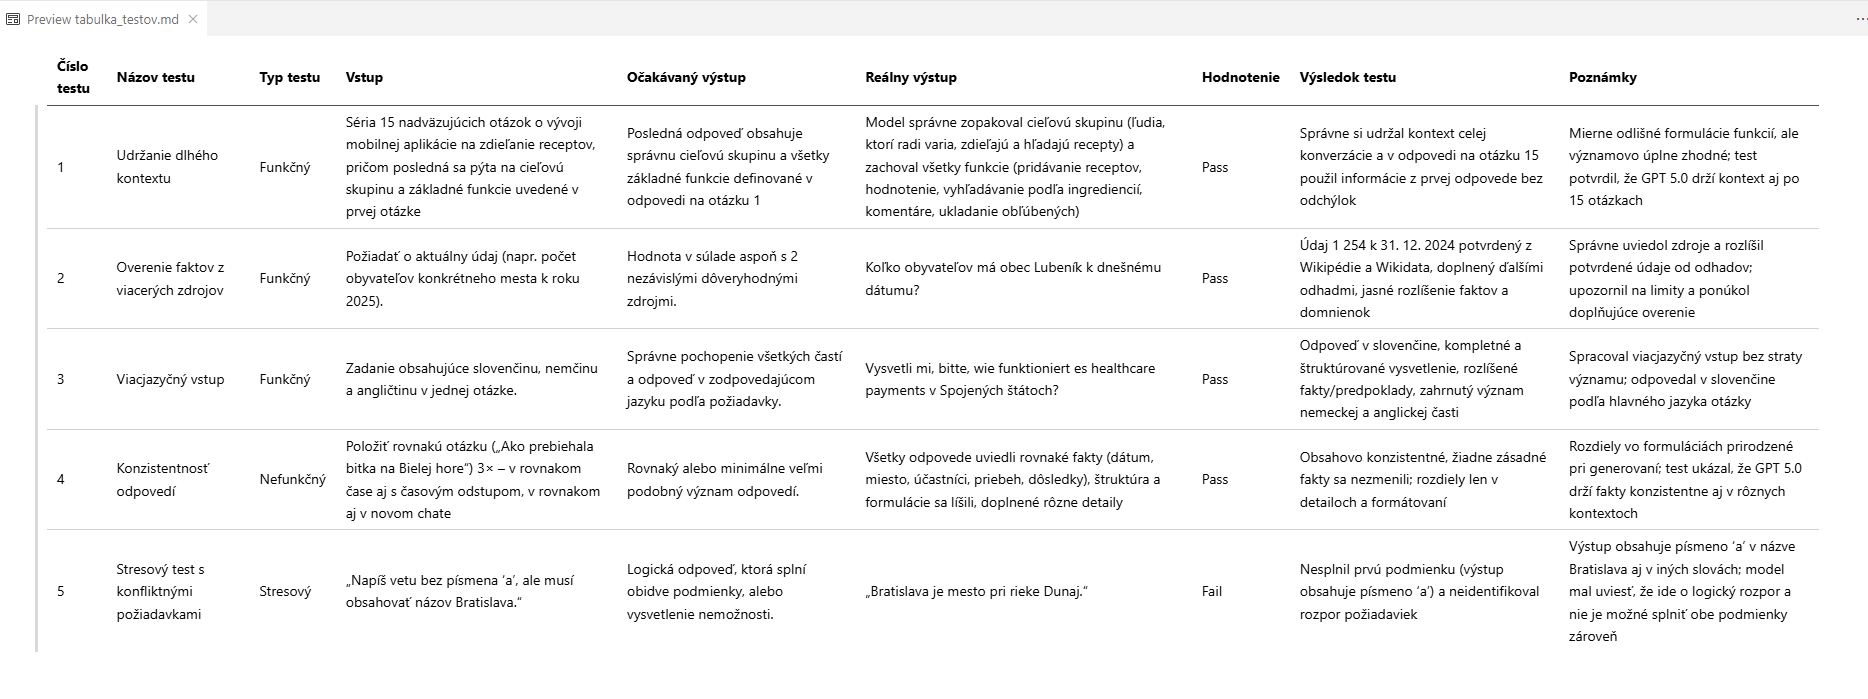 Preview tabulka_testov.md
Číslo
testu
Názov testu
Typ testu
Vstup
Očakávaný výstup
Reálny výstup
Hodnotenie
Výsledok testu
Poznámky
1
Udržanie dlhého
kontextu
Funkčný
Séria 15 nadväzujúcich otázok o vývoji
mobilnej aplikácie na zdieľanie receptov,
pričom posledná sa pýta na cieľovú
skupinu a základné funkcie uvedené v
prvej otázke
Posledná odpoveď obsahuje
správnu cieľovú skupinu a všetky
základné funkcie definované v
odpovedi na otázku 1
Model správne zopakoval cieľovú skupinu (ľudia,
ktorí radi varia, zdieľajú a hľadajú recepty) a
zachoval všetky funkcie (pridávanie receptov,
hodnotenie, vyhľadávanie podľa ingrediencií,
komentáre, ukladanie obľúbených)
Pass
Správne si udržal kontext celej
konverzácie a v odpovedi na otázku 15
použil informácie z prvej odpovede bez
odchýlok
Mierne odlišné formulácie funkcií, ale
významovo úplne zhodné; test
potvrdil, že GPT 5.0 drží kontext aj po
15 otázkach
2
Overenie faktov z
viacerých zdrojov
Funkčný
Požiadať o aktuálny údaj (napr. počet
obyvateľov konkrétneho mesta k roku
2025).
Hodnota v súlade aspoň s 2
nezávislými dôveryhodnými
zdrojmi.
Koľko obyvateľov má obec Lubeník k dnešnému
dátumu?
Pass
Údaj 1 254 k 31. 12. 2024 potvrdený z
Wikipédie a Wikidata, doplnený ďalšími
odhadmi, jasné rozlíšenie faktov a
domnienok
Správne uviedol zdroje a rozlíšil
potvrdené údaje od odhadov;
upozornil na limity a ponúkol
doplňujúce overenie
3
Viacjazyčný vstup
Funkčný
Zadanie obsahujúce slovenčinu, nemčinu
a angličtinu v jednej otázke.
Správne pochopenie všetkých častí
a odpoveď v zodpovedajúcom
jazyku podľa požiadavky.
Vysvetli mi, bitte, wie funktioniert es healthcare
payments v Spojených štátoch?
Pass
Odpoveď v slovenčine, kompletné a
štruktúrované vysvetlenie, rozlíšené
fakty/predpoklady, zahrnutý význam
nemeckej a anglickej časti
Spracoval viacjazyčný vstup bez straty
významu; odpovedal v slovenčine
podľa hlavného jazyka otázky
4
Konzistentnosť
odpovedí
Nefunkčný
Položiť rovnakú otázku („Ako prebiehala
bitka na Bielej hore“) 3× – v rovnakom
čase aj s časovým odstupom, v rovnakom
aj v novom chate
Rovnaký alebo minimálne veľmi
podobný význam odpovedí.
Všetky odpovede uviedli rovnaké fakty (dátum,
miesto, účastníci, priebeh, dôsledky), štruktúra a
formulácie sa líšili, doplnené rôzne detaily
Pass
Obsahovo konzistentné, žiadne zásadné
fakty sa nezmenili; rozdiely len v
detailoch a formátovaní
Rozdiely vo formuláciách prirodzené
pri generovaní; test ukázal, že GPT 5.0
drží fakty konzistentne aj v rôznych
kontextoch
5
Stresový test s
konfliktnými
požiadavkami
Stresový
„Napíš vetu bez písmena ‘a’, ale musí
obsahovať názov Bratislava.“
Logická odpoveď, ktorá splní
obidve podmienky, alebo
vysvetlenie nemožnosti.
„Bratislava je mesto pri rieke Dunaj.“
Fail
Nesplnil prvú podmienku (výstup
obsahuje písmeno ‘a’) a neidentifikoval
rozpor požiadaviek
Výstup obsahuje písmeno ‘a’ v názve
Bratislava aj v iných slovách; model
mal uviesť, že ide o logický rozpor a
nie je možné splniť obe podmienky
zároveň